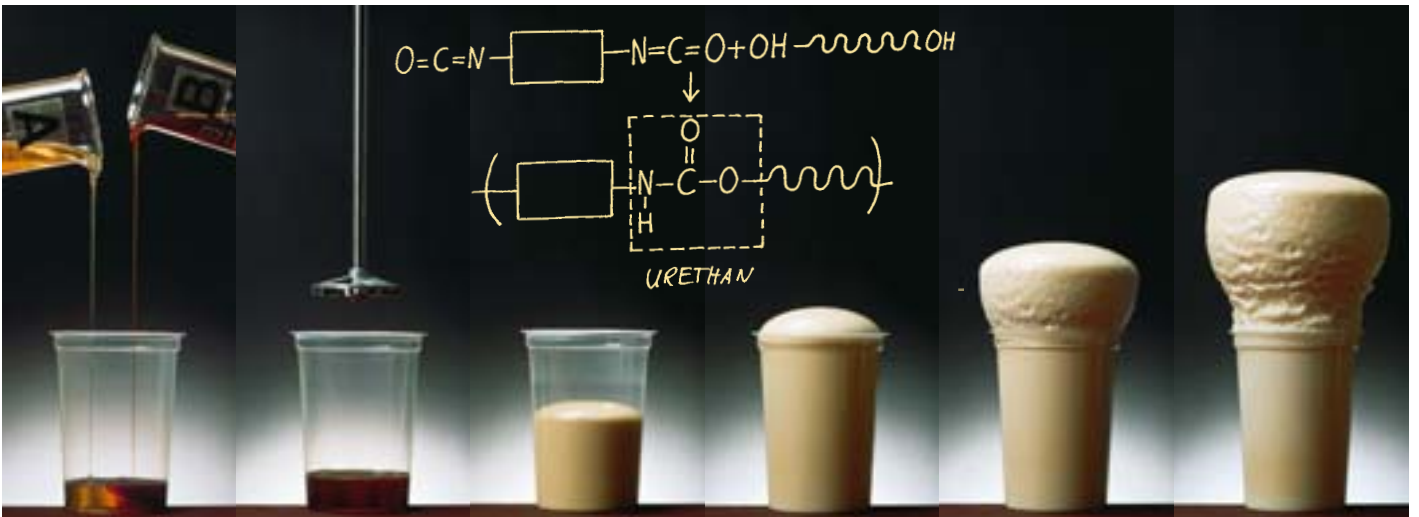 O=C=N— —N=C=O+OH— OH
O
||
N—C—O
H
URETHAN
A
B